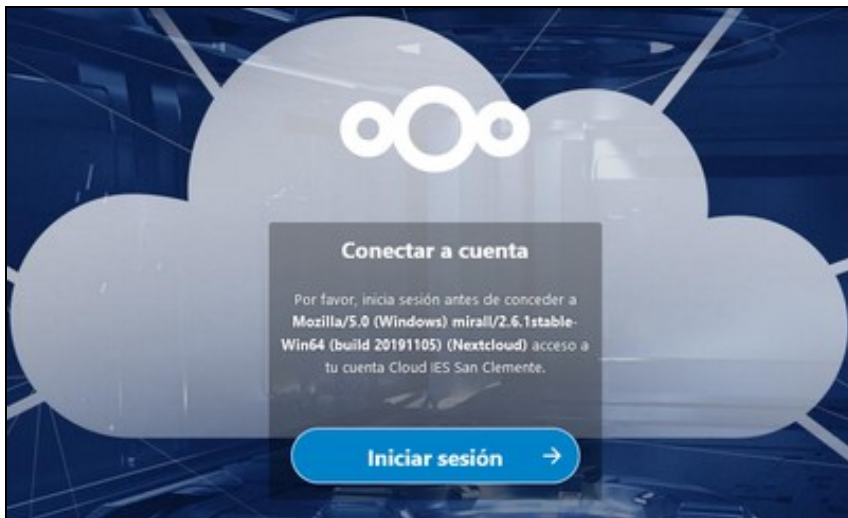 Conectar a cuenta
Por favor, inicia sesión antes de conceder a
Mozilla/5.0 (Windows) mirall/2.6.1stable-
Win64 (build 20191105) (Nextcloud) acceso a
tu cuenta Cloud IES San Clemente.
Iniciar sesión →